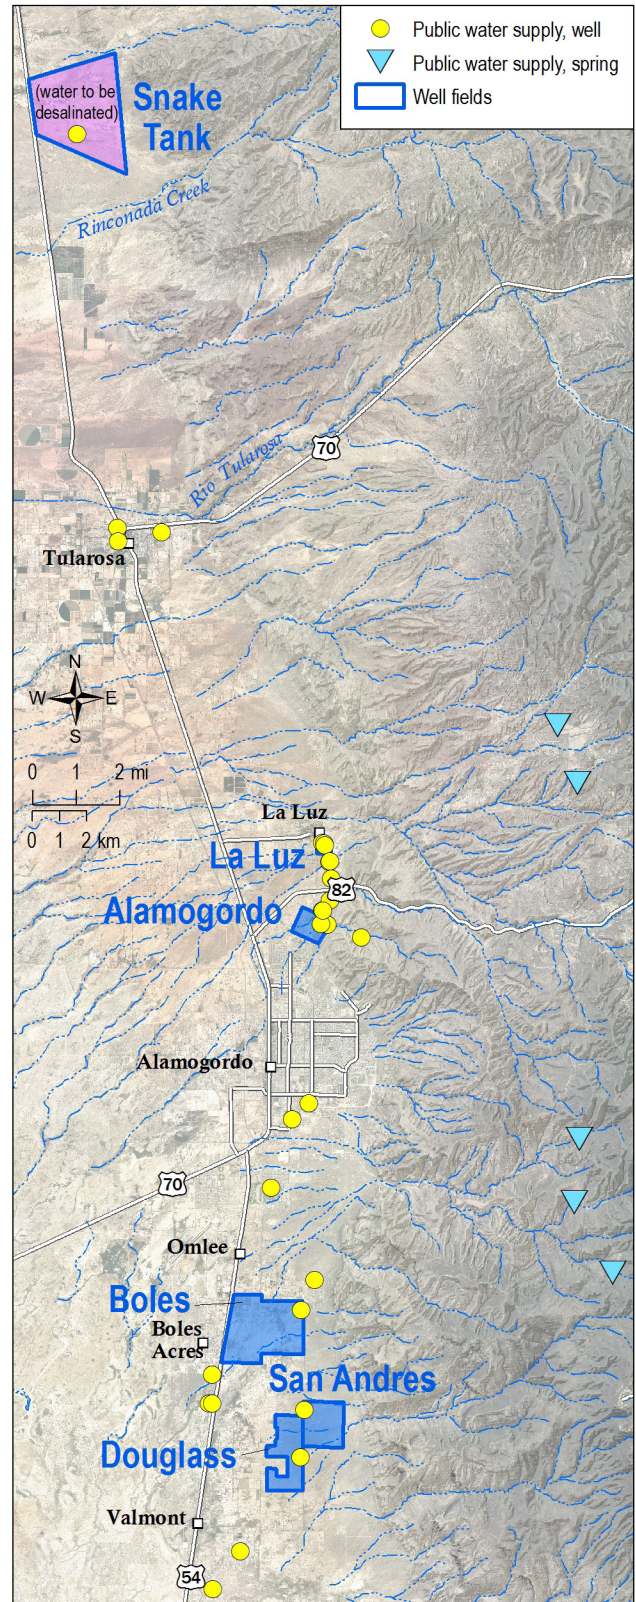 Public water supply, well
Public water supply, spring
Well fields
(water to be
desalinated)
Snake
Tank
Rinconada Creek
70
Rio Tularosa
Tularosa
N
W E
S
0 1 2 mi
0 1 2 km
La Luz
La Luz
82
Alamogordo
Alamogordo
70
Omlee
Boles
Boles
Acres
San Andres
Douglass
Valmont
54